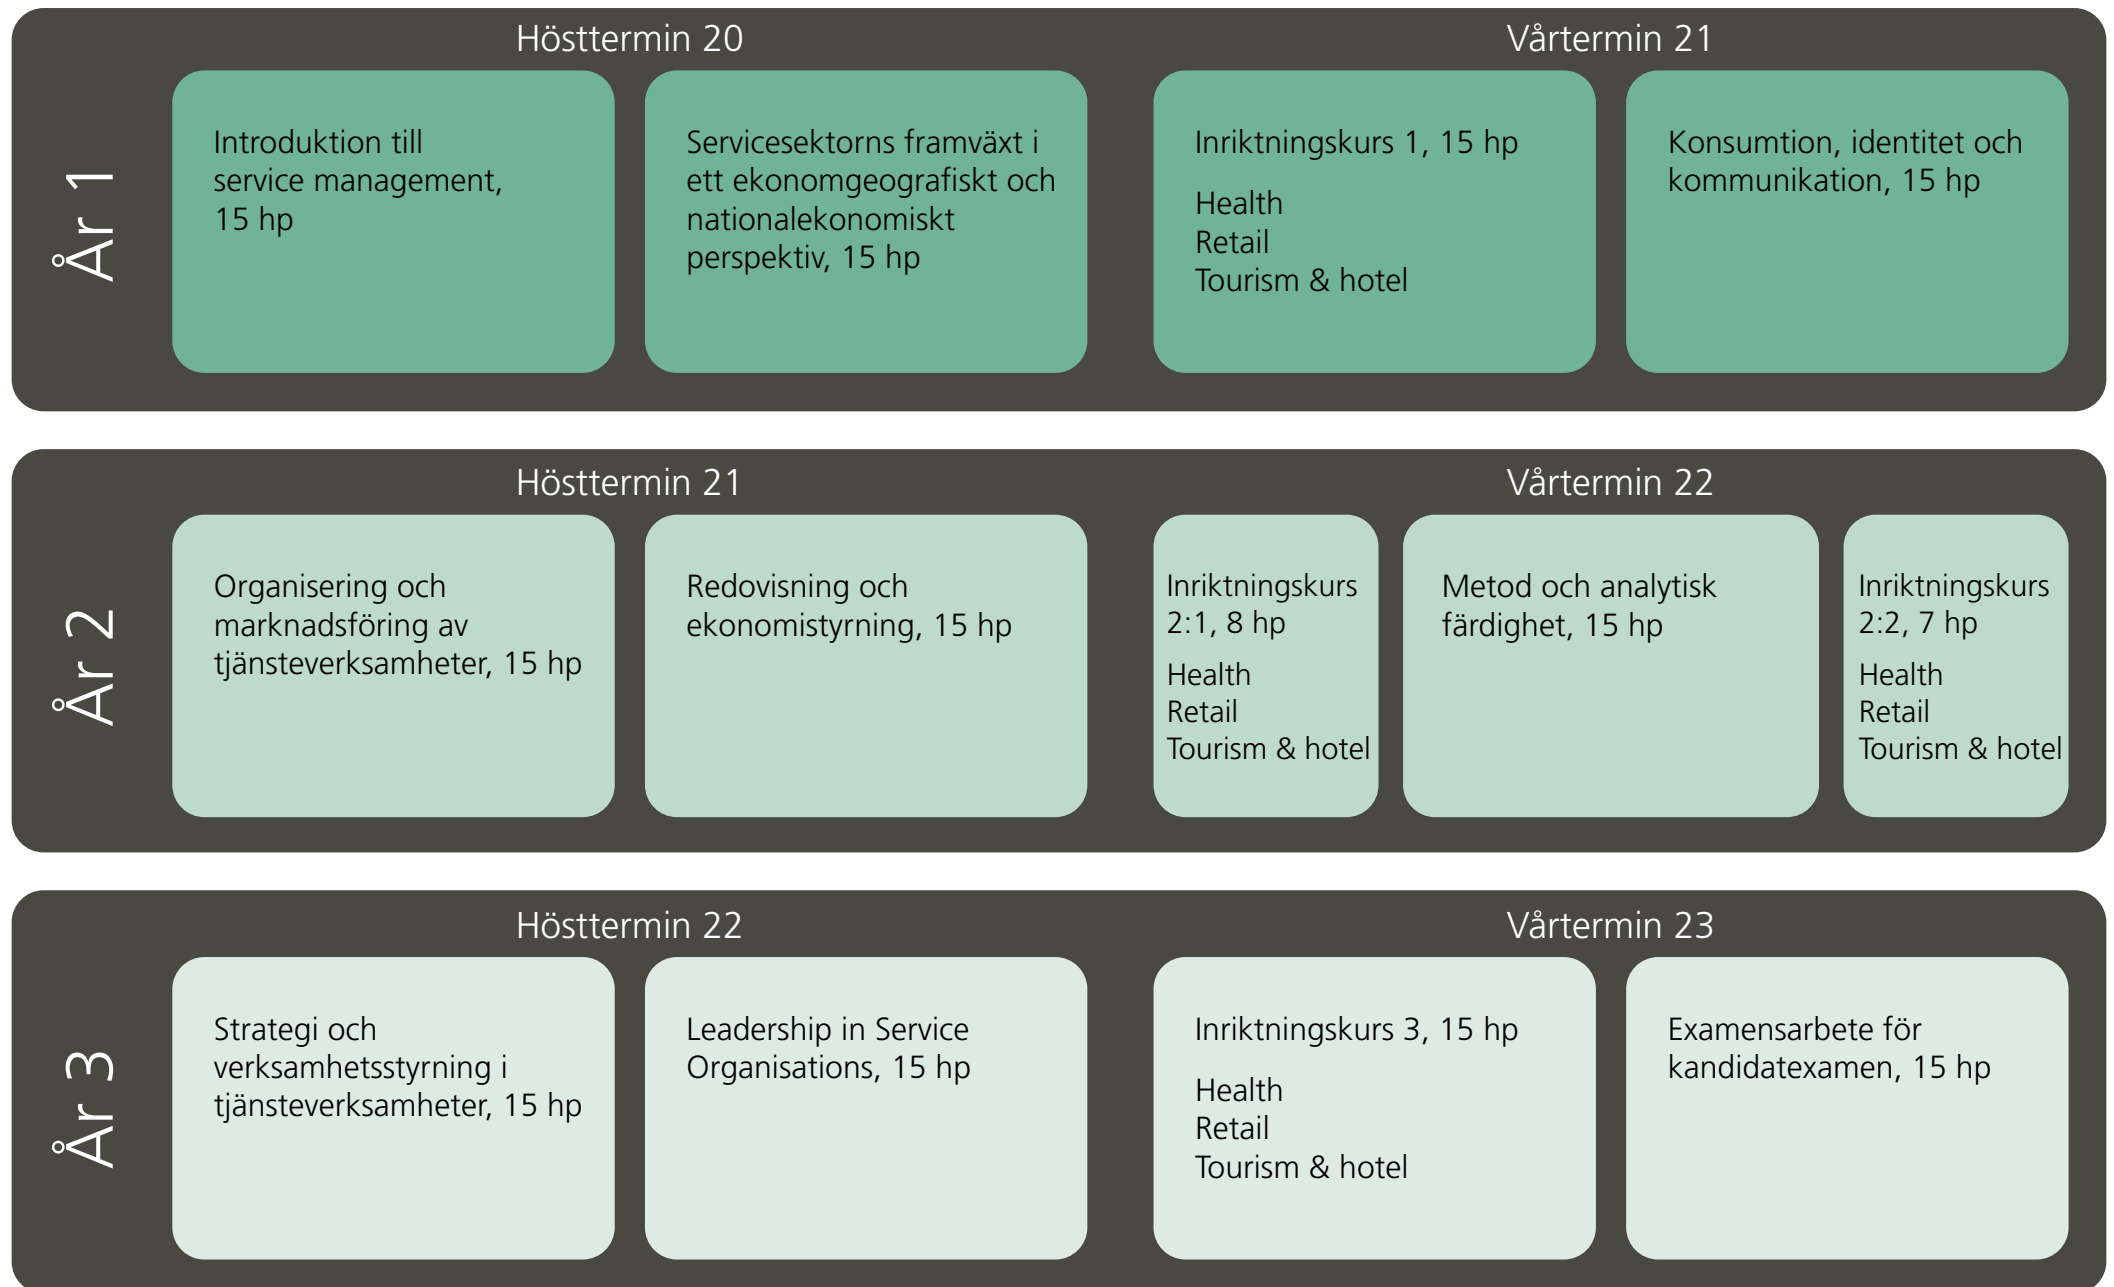 År 1
Hösttermin 20
Introduktion till
service management,
15 hp
Servicesektorns framväxt i
ett ekonomgeografiskt och
nationalekonomiskt
perspektiv, 15 hp
Vårtermin 21
Inriktningskurs 1, 15 hp
Health
Retail
Tourism & hotel
Konsumtion, identitet och
kommunikation, 15 hp
År 2
Hösttermin 21
Organisering och
marknadsföring av
tjänsteverksamheter, 15 hp
Redovisning och
ekonomistyrning, 15 hp
Vårtermin 22
Inriktningskurs
2:1, 8 hp
Health
Retail
Tourism & hotel
Metod och analytisk
färdighet, 15 hp
Inriktningskurs
2:2, 7 hp
Health
Retail
Tourism & hotel
År 3
Hösttermin 22
Strategi och
verksamhetsstyrning i
tjänsteverksamheter, 15 hp
Leadership in Service
Organisations, 15 hp
Vårtermin 23
Inriktningskurs 3, 15 hp
Health
Retail
Tourism & hotel
Examensarbete för
kandidatexamen, 15 hp